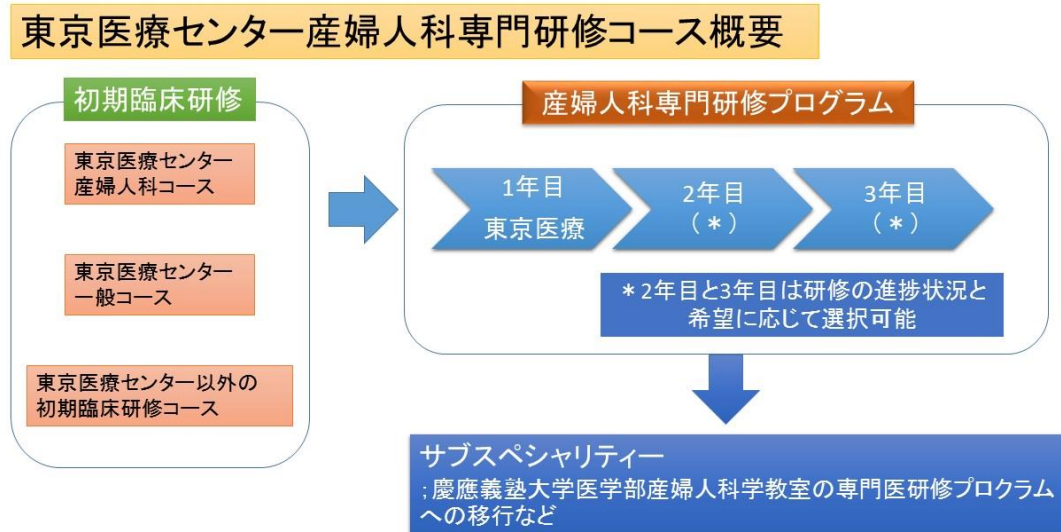 東京医療センター産婦人科専門研修コース概要
初期臨床研修
東京医療センター
産婦人科コース
東京医療センター
一般コース
東京医療センター以外の
初期臨床研修コース
産婦人科専門研修プログラム
1年目
東京医療
2年目
（＊）
3年目
（＊）
＊2年目と3年目は研修の進捗状況と
希望に応じて選択可能
サブスペシャリティー
;慶應義塾大学医学部産婦人科学教室の専門医研修プロクラム
への移行など